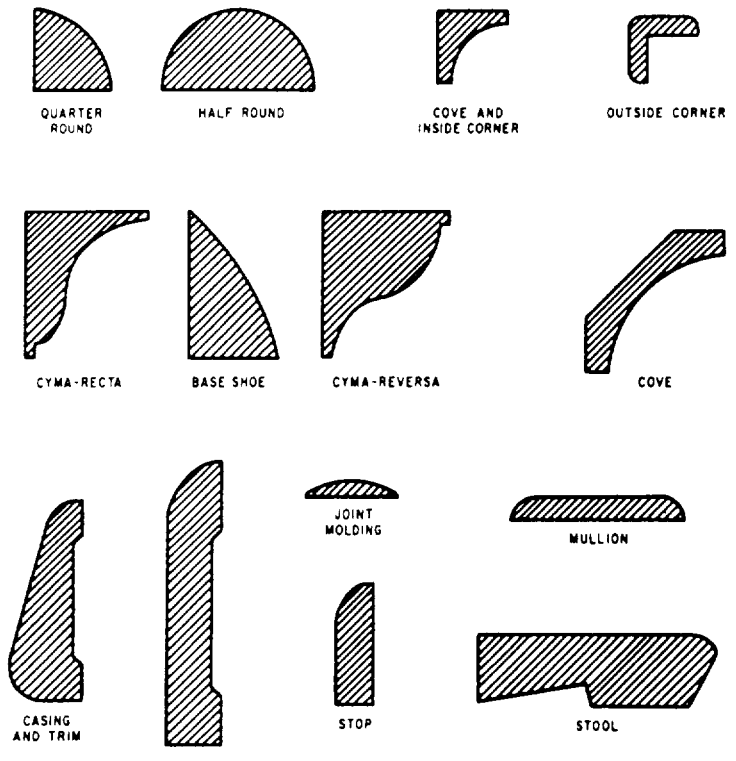 QUARTER
ROUND
HALF ROUND
COVE AND
INSIDE CORNER
OUTSIDE CORNER
CYMA-RECTA
BASE SHOE
CYMA-REVERSA
COVE
JOINT
MOLDING
MULLION
CASING
AND TRIM
STOP
STOOL